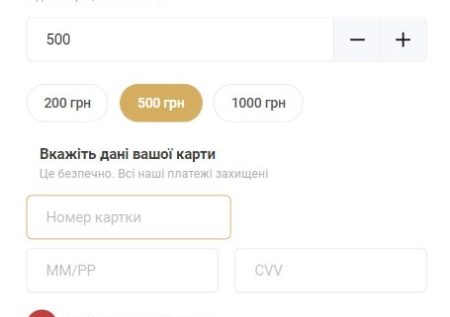 500 − +
200 грн 500 грн 1000 грн
Вкажіть дані вашої карти
Це безпечно. Всі наші платежі захищені
Номер картки
ММ/РР CVV